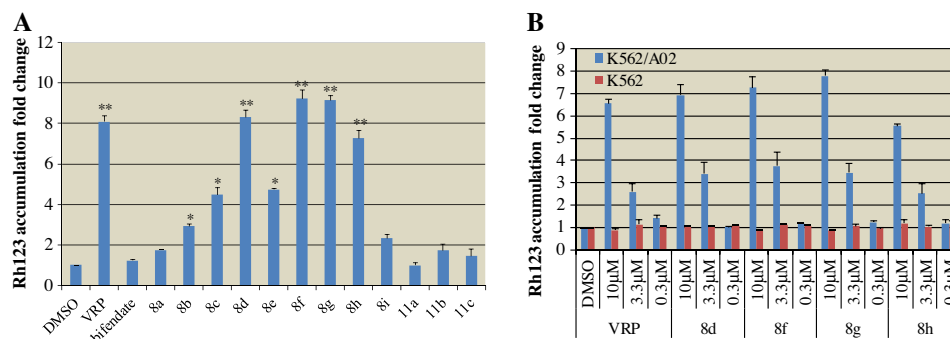 A
Rh123 accumulation fold change
12
10
8
6
4
2
0
** ** ** ** ** * * *
DMSO VRP bifendate 8a 8b 8c 8d 8e 8f 8g 8h 8i 11a 11b 11c
B
Rh123 accumulation fold change
9
8
7
6
5
4
3
2
1
0
K562/A02
K562
DMSO 10μM 3.3μM 0.3μM 10μM 3.3μM 0.3μM 10μM 3.3μM 0.3μM 10μM 3.3μM 0.3μM 10μM 3.3μM
VRP 8d 8f 8g 8h